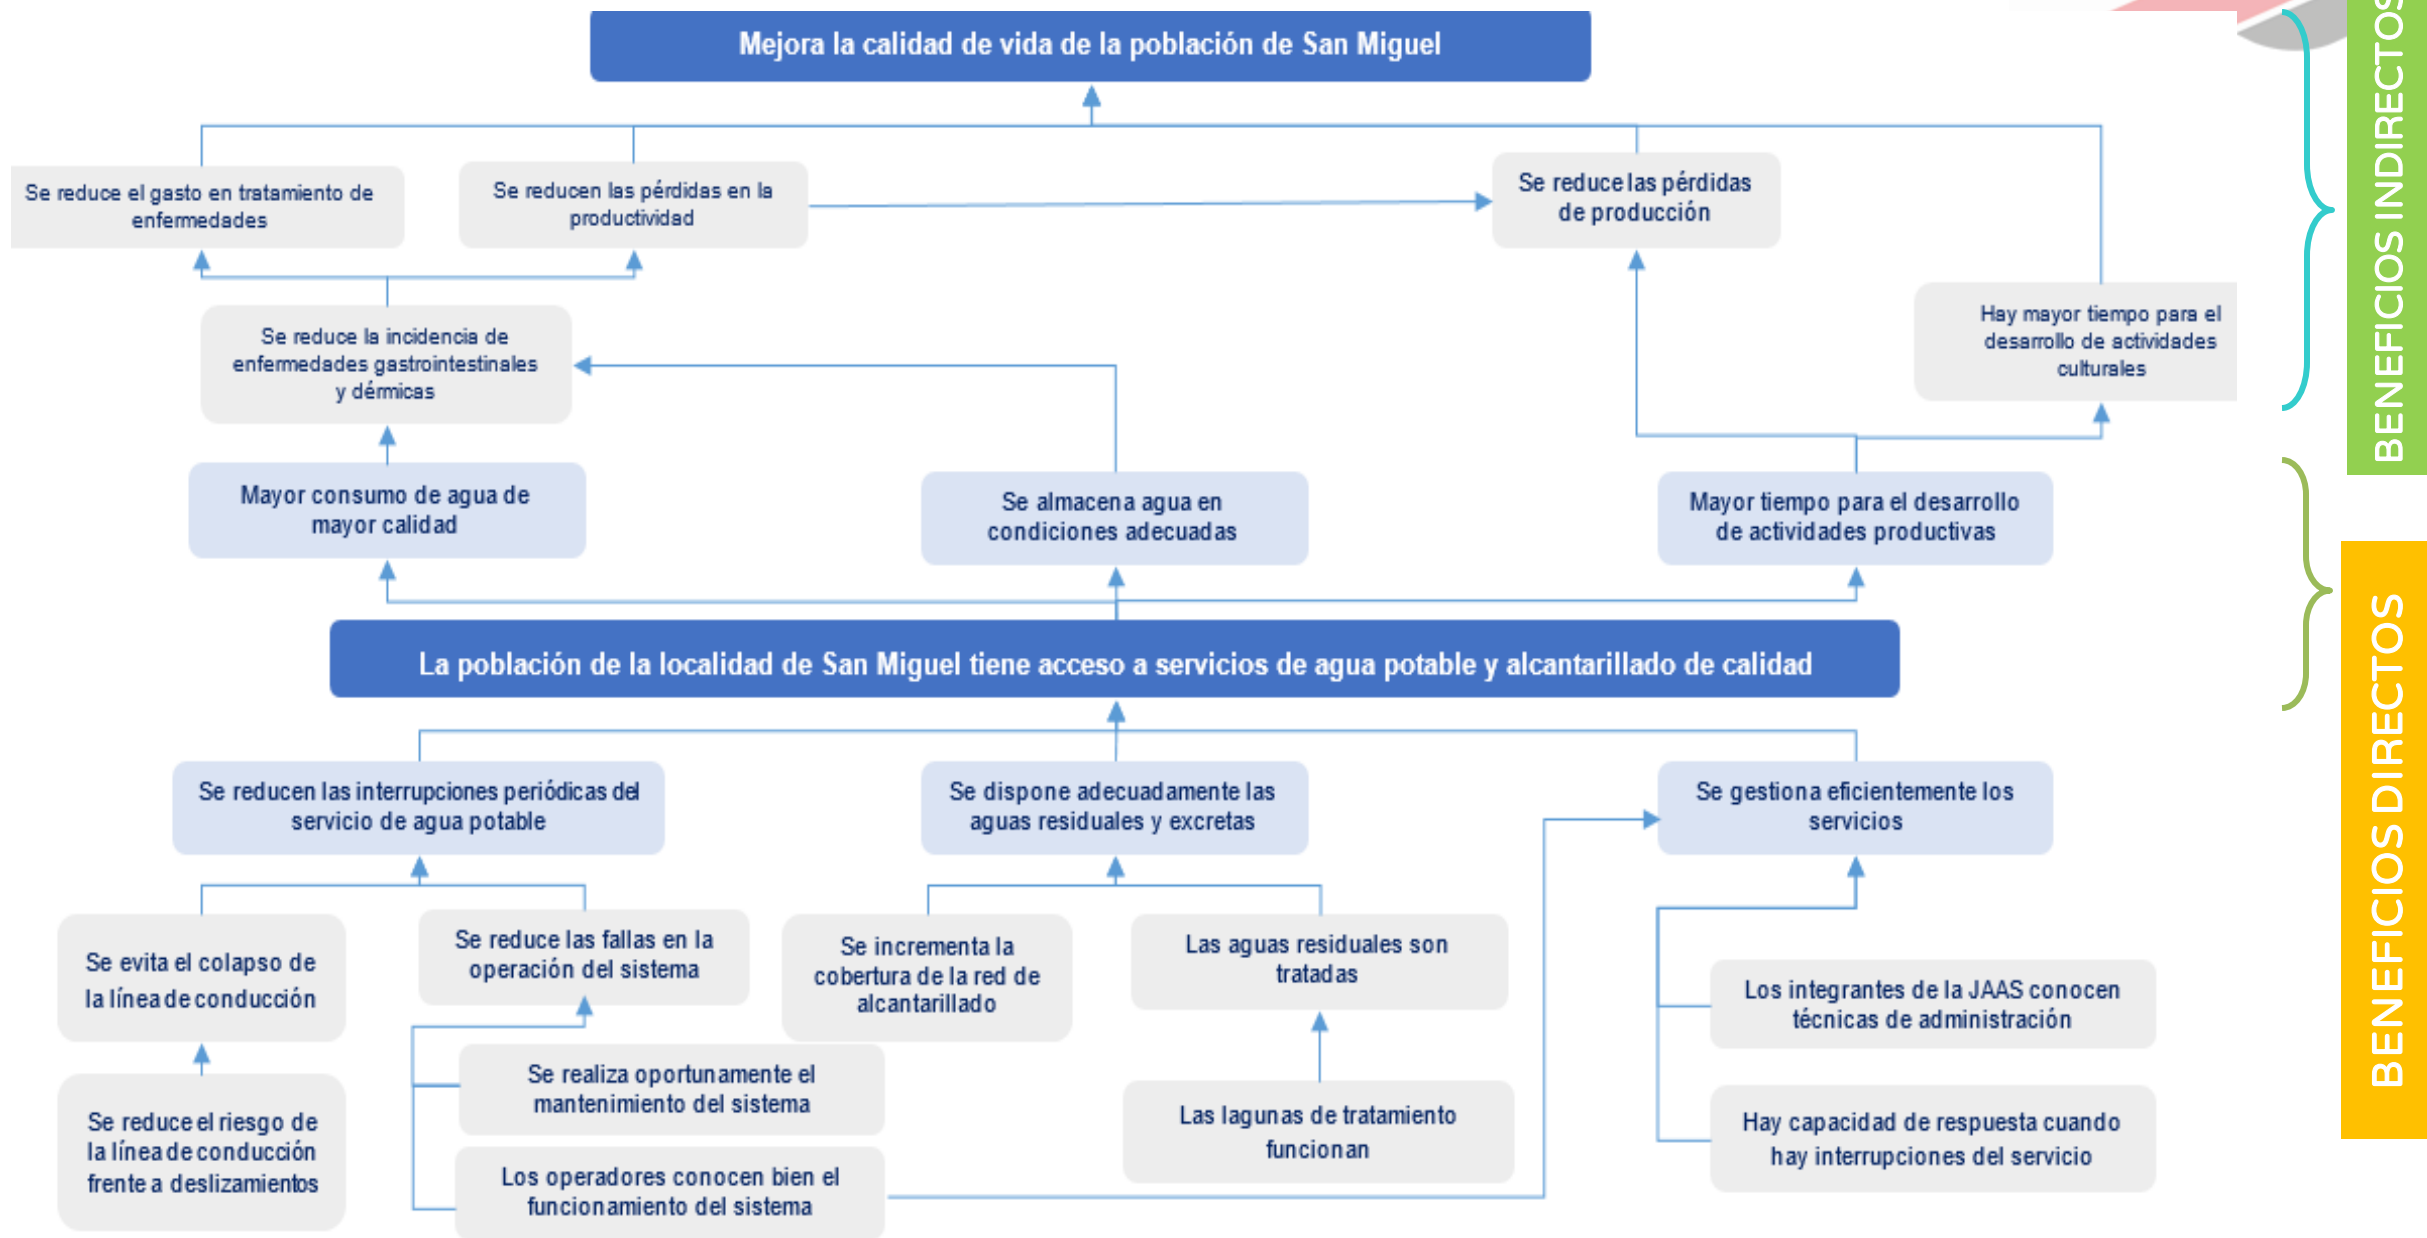 Mejora la calidad de vida de la población de San Miguel
Se reduce el gasto en tratamiento de
enfermedades
Se reducen las pérdidas en la
productividad
Se reduce las pérdidas
de producción
Se reduce la incidencia de
enfermedades gastrointestinales
y dérmicas
Hay mayor tiempo para el
desarrollo de actividades
culturales
Mayor consumo de agua de
mayor calidad
Se almacena agua en
condiciones adecuadas
Mayor tiempo para el desarrollo
de actividades productivas
La población de la localidad de San Miguel tiene acceso a servicios de agua potable y alcantarillado de calidad
Se reducen las interrupciones periódicas del
servicio de agua potable
Se dispone adecuadamente las
aguas residuales y excretas
Se gestiona eficientemente los
servicios
Se evita el colapso de
la línea de conducción
Se reduce las fallas en la
operación del sistema
Se incrementa la
cobertura de la red de
alcantarillado
Las aguas residuales son
tratadas
Los integrantes de la JAAS conocen
técnicas de administración
Se reduce el riesgo de
la línea de conducción
frente a deslizamientos
Se realiza oportunamente el
mantenimiento del sistema
Los operadores conocen bien el
funcionamiento del sistema
Las lagunas de tratamiento
funcionan
Hay capacidad de respuesta cuando
hay interrupciones del servicio
BENEFICIOS INDIRECTOS
BENEFICIOS DIRECTOS